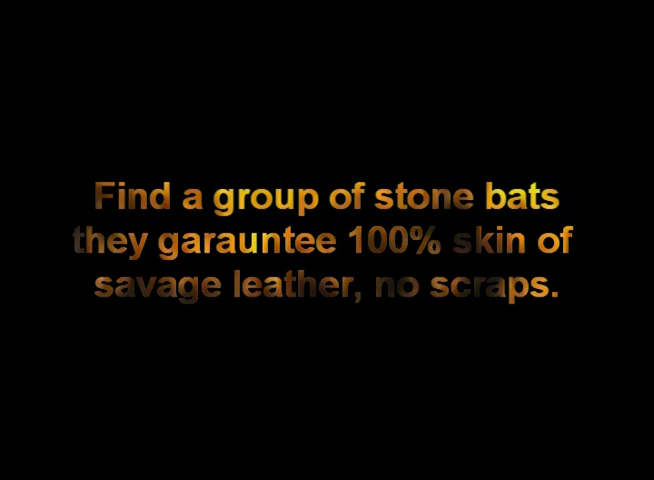 Find a group of stone bats
they garauntee 100% skin of
savage leather, no scraps.